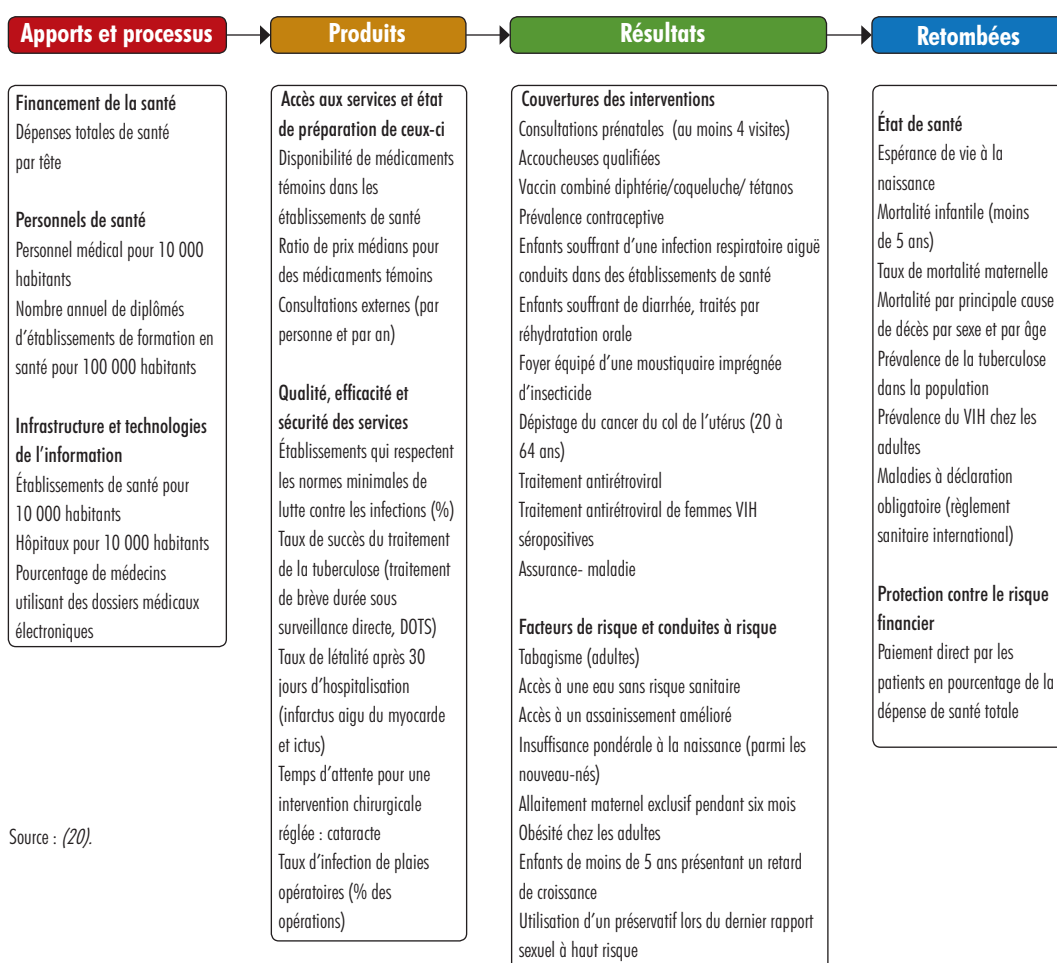 Apports et processus
Produits
Résultats
Retombées
Financement de la santé
Dépenses totales de santé
par tête
Personnels de santé
Personnel médical pour 10 000
habitants
Nombre annuel de diplômés
d'établissements de formation en
santé pour 100 000 habitants
Infrastructure et technologies
de l'information
Établissements de santé pour
10 000 habitants
Hôpitaux pour 10 000 habitants
Pourcentage de médecins
utilisant des dossiers médicaux
électroniques
Accès aux services et état
de préparation de ceux-ci
Disponibilité de médicaments
témoins dans les
établissements de santé
Ratio de prix médians pour
des médicaments témoins
Consultations externes (par
personne et par an)
Qualité, efficacité et
sécurité des services
Établissements qui respectent
les normes minimales de
lutte contre les infections (%)
Taux de succès du traitement
de la tuberculose (traitement
de brève durée sous
surveillance directe, DOTS)
Taux de létalité après 30
jours d'hospitalisation
(infarctus aigu du myocarde
et ictus)
Temps d'attente pour une
intervention chirurgicale
réglée : cataracte
Taux d'infection de plaies
opératoires (% des
opérations)
Couvertures des interventions
Consultations prénatales (au moins 4 visites)
Accoucheuses qualifiées
Vaccin combiné diphtérie/coqueluche/ tétanos
Prévalence contraceptive
Enfants souffrant d'une infection respiratoire aiguë
conduits dans des établissements de santé
Enfants souffrant de diarrhée, traités par
réhydratation orale
Foyer équipé d'une moustiquaire imprégnée
d'insecticide
Dépistage du cancer du col de l'utérus (20 à
64 ans)
Traitement antirétroviral
Traitement antirétroviral de femmes VIH
séropositives
Assurance- maladie
Facteurs de risque et conduites à risque
Tabagisme (adultes)
Accès à une eau sans risque sanitaire
Accès à un assainissement amélioré
Insuffisance pondérale à la naissance (parmi les
nouveau-nés)
Allaitement maternel exclusif pendant six mois
Obésité chez les adultes
Enfants de moins de 5 ans présentant un retard
de croissance
Utilisation d'un préservatif lors du dernier rapport
sexuel à haut risque
État de santé
Espérance de vie à la
naissance
Mortalité infantile (moins
de 5 ans)
Taux de mortalité maternelle
Mortalité par principale cause
de décès par sexe et par âge
Prévalence de la tuberculose
dans la population
Prévalence du VIH chez les
adultes
Maladies à déclaration
obligatoire (règlement
sanitaire international)
Protection contre le risque
financier
Paiement direct par les
patients en pourcentage de la
dépense de santé totale
Source : (20).